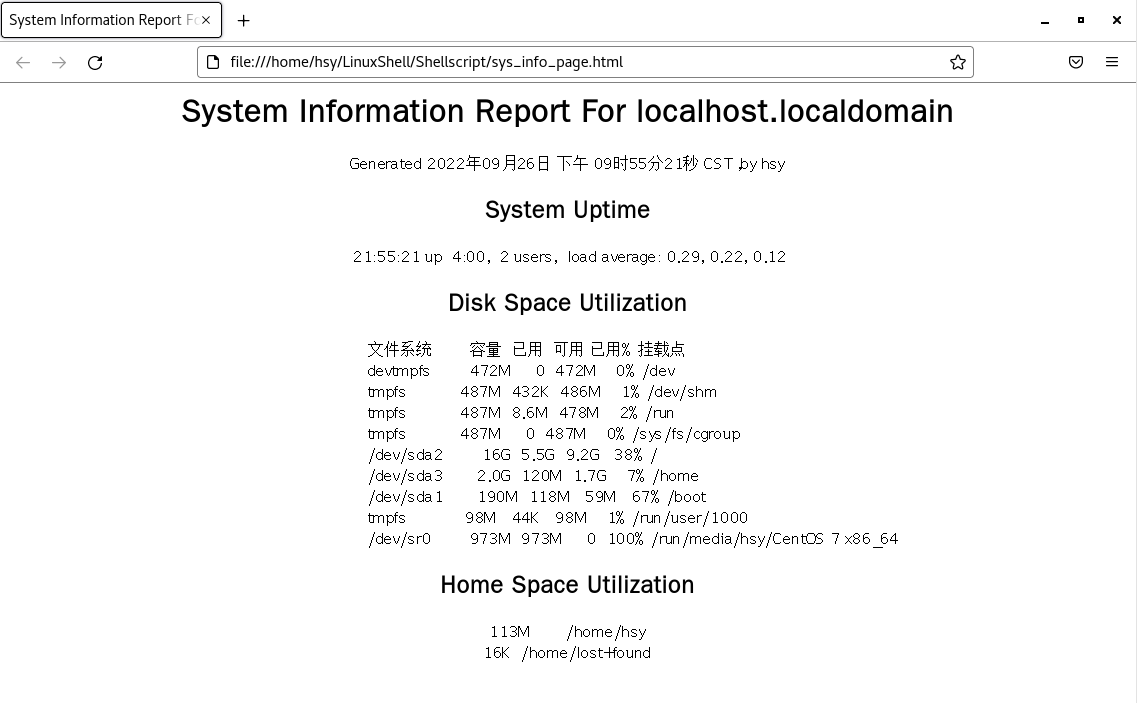 System Information Report Fo
file:///home/hsy/LinuxShell/Shellscript/sys_info_page.html
System Information Report For localhost.localdomain
Generated 2022年09月26日 下午 09时55分21秒 CST ,by hsy
System Uptime
21:55:21 up 4:00, 2 users, load average: 0.29, 0.22, 0.12
Disk Space Utilization
文件系统 容量 已用 可用 已用% 挂载点
devtmpfs 472M 0 472M 0% /dev
tmpfs 487M 432K 486M 1% /dev/shm
tmpfs 487M 8.6M 478M 2% /run
tmpfs 487M 0 487M 0% /sys/fs/cgroup
/dev/sda2 16G 5.5G 9.2G 38% /
/dev/sda3 2.0G 120M 1.7G 7% /home
/dev/sda1 190M 118M 59M 67% /boot
tmpfs 98M 44K 98M 1% /run/user/1000
/dev/sr0 973M 973M 0 100% /run/media/hsy/CentOS 7 x86_64
Home Space Utilization
113M /home/hsy
16K /home/lost+found